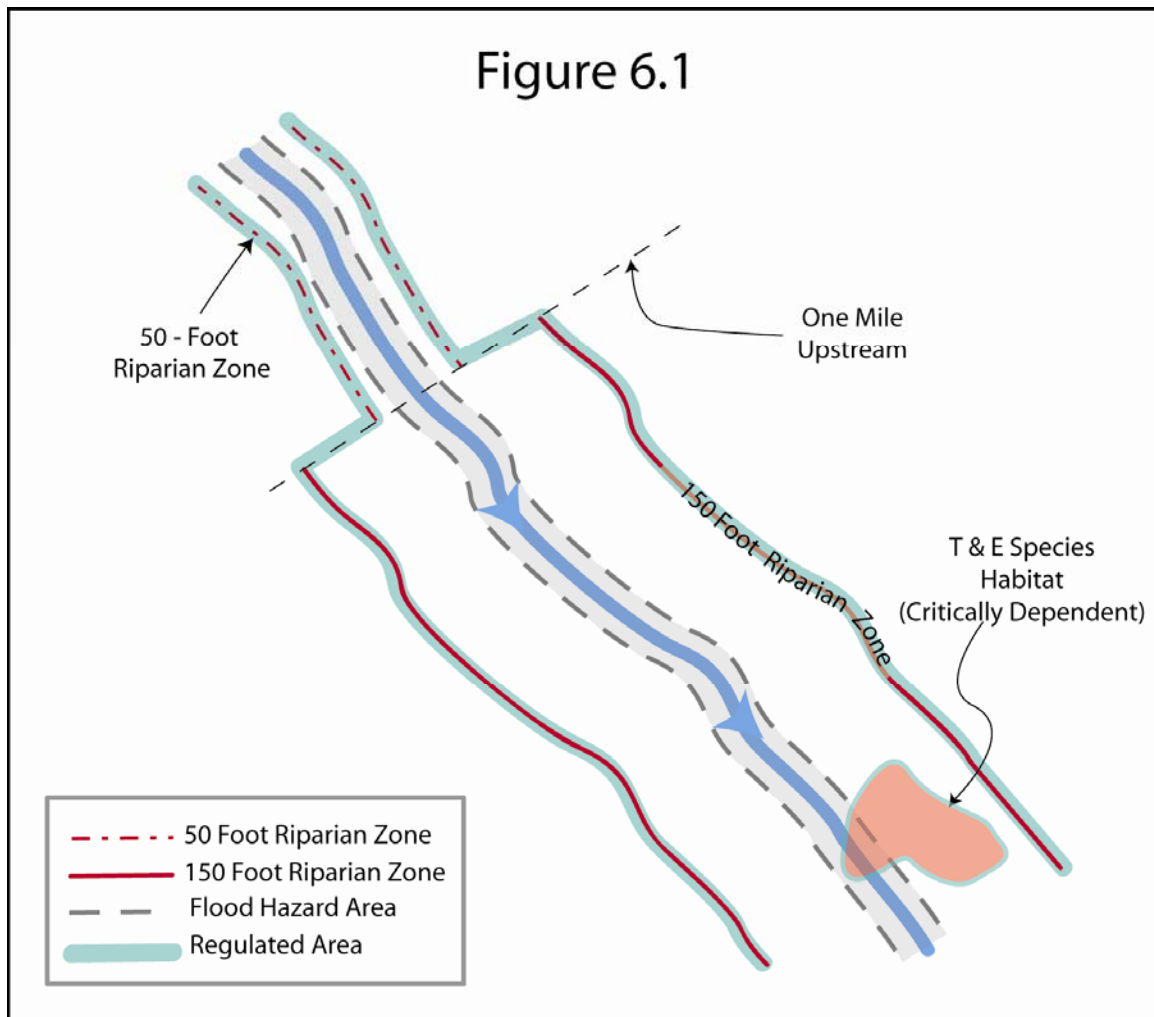 Figure 6.1
50 - Foot
Riparian Zone
One Mile
Upstream
150 Foot Riparian Zone
T & E Species
Habitat
(Critically Dependent)
50 Foot Riparian Zone
150 Foot Riparian Zone
Flood Hazard Area
Regulated Area